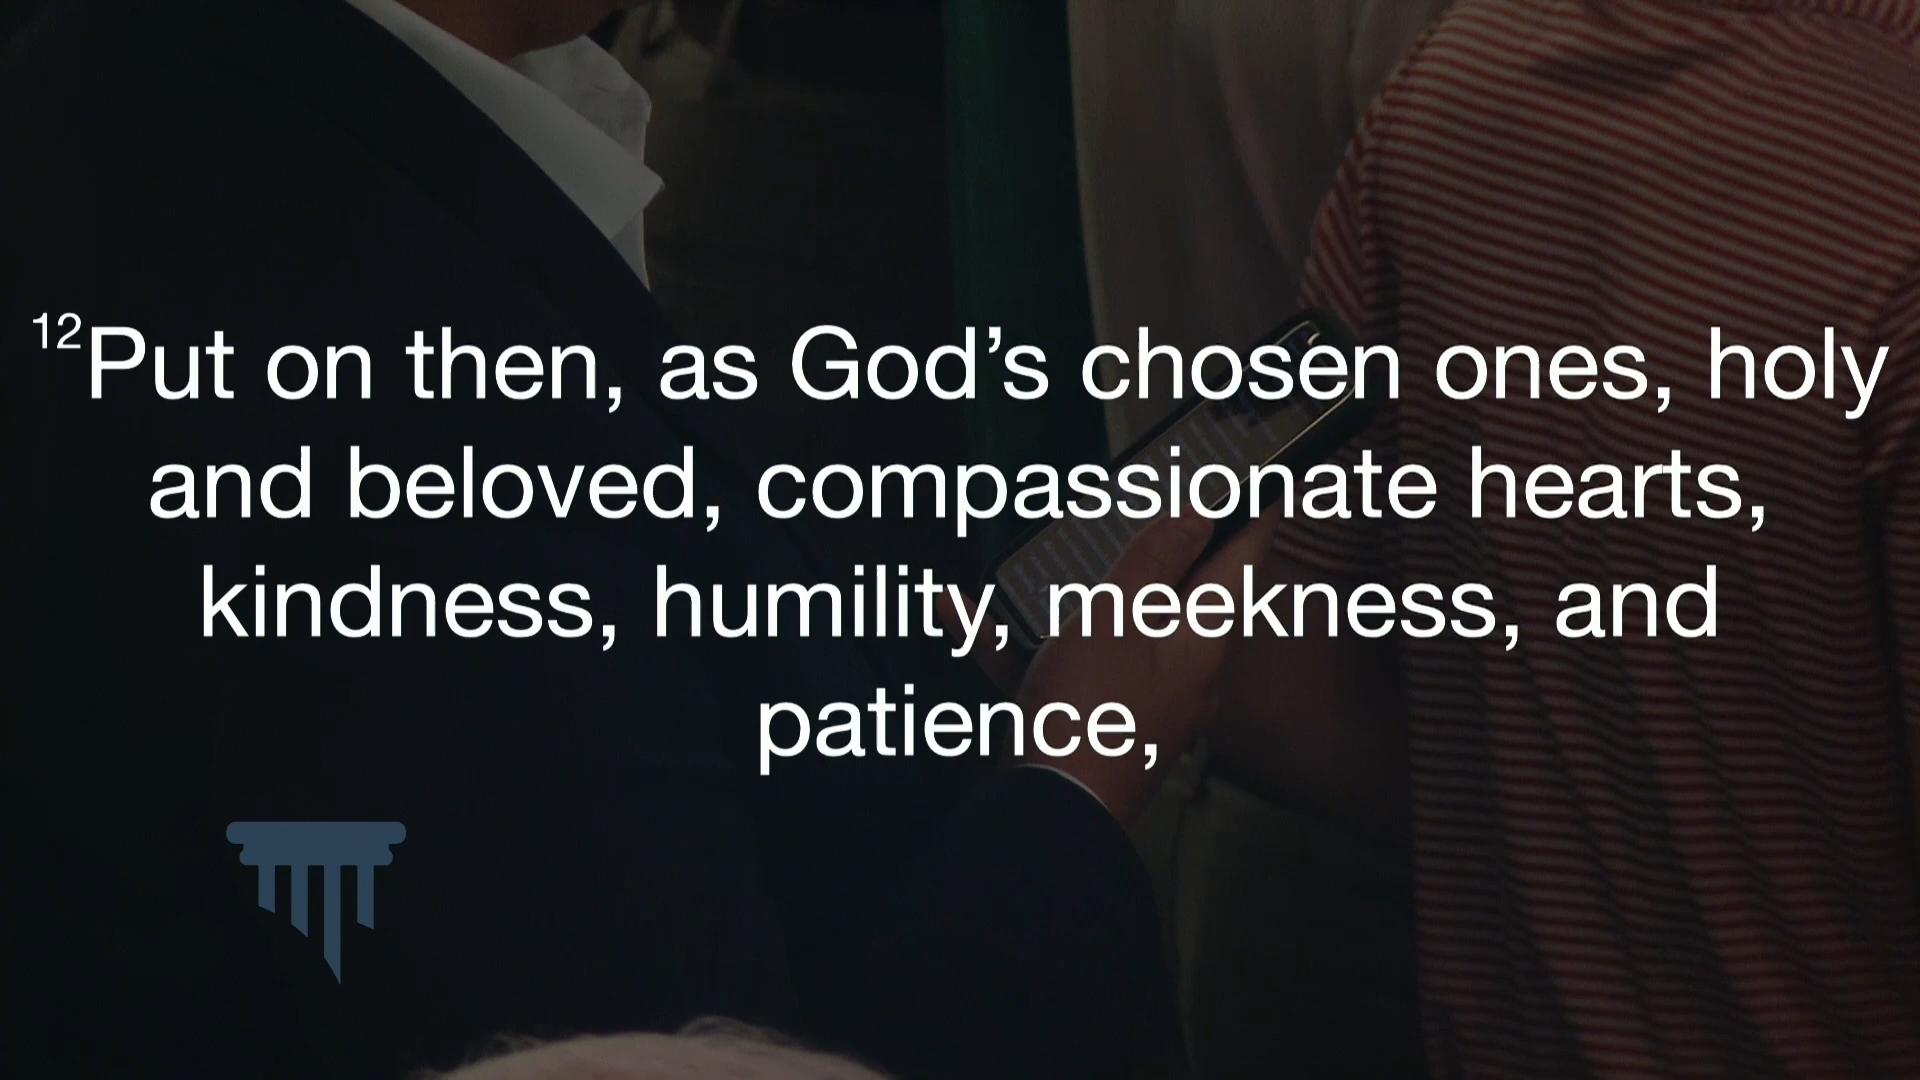 12Put on then, as God’s chosen ones, holy
and beloved, compassionate hearts,
kindness, humility, meekness, and
patience,